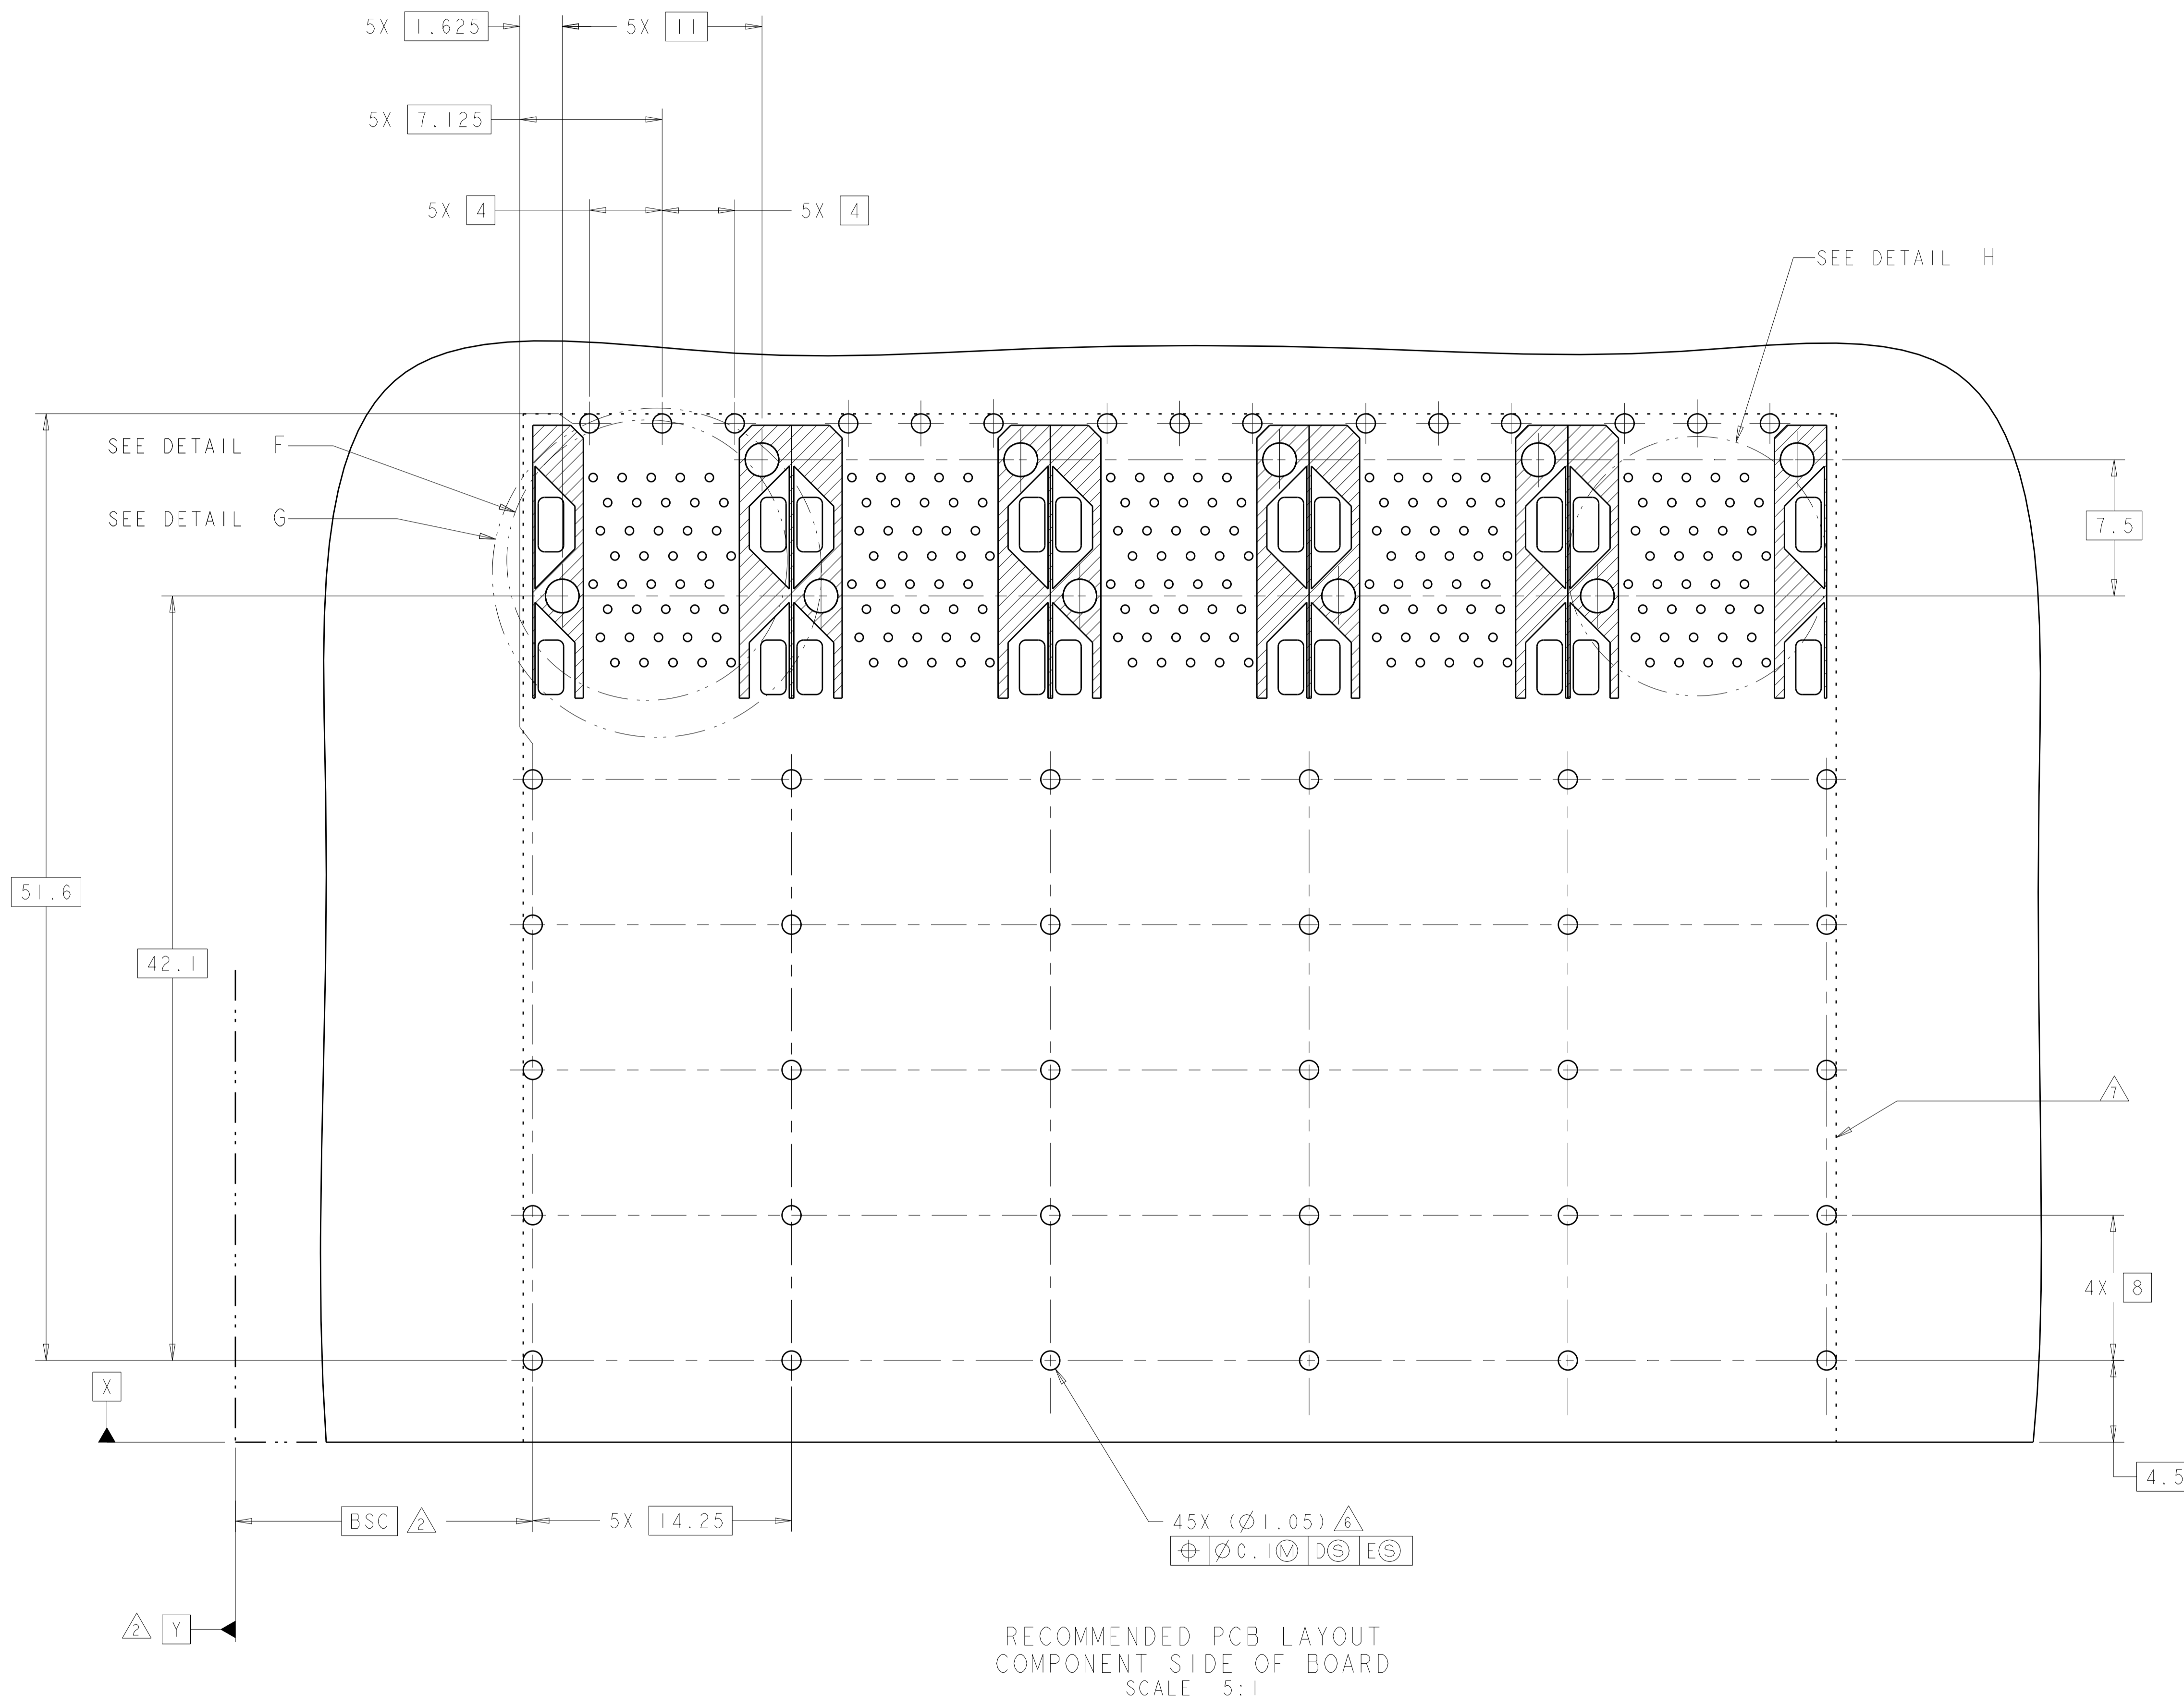 5X 1.625
5X 11
5X 7.125
5X 4
5X 4
SEE DETAIL H
SEE DETAIL F
SEE DETAIL G
7.5
51.6
42.1
7
4X 8
X
4.5
BSC 2
5X 14.25
45X (Ø1.05) 6
⌖ Ø0.1Ⓜ DⓈ EⓈ
2 Y
RECOMMENDED PCB LAYOUT
COMPONENT SIDE OF BOARD
SCALE 5:1